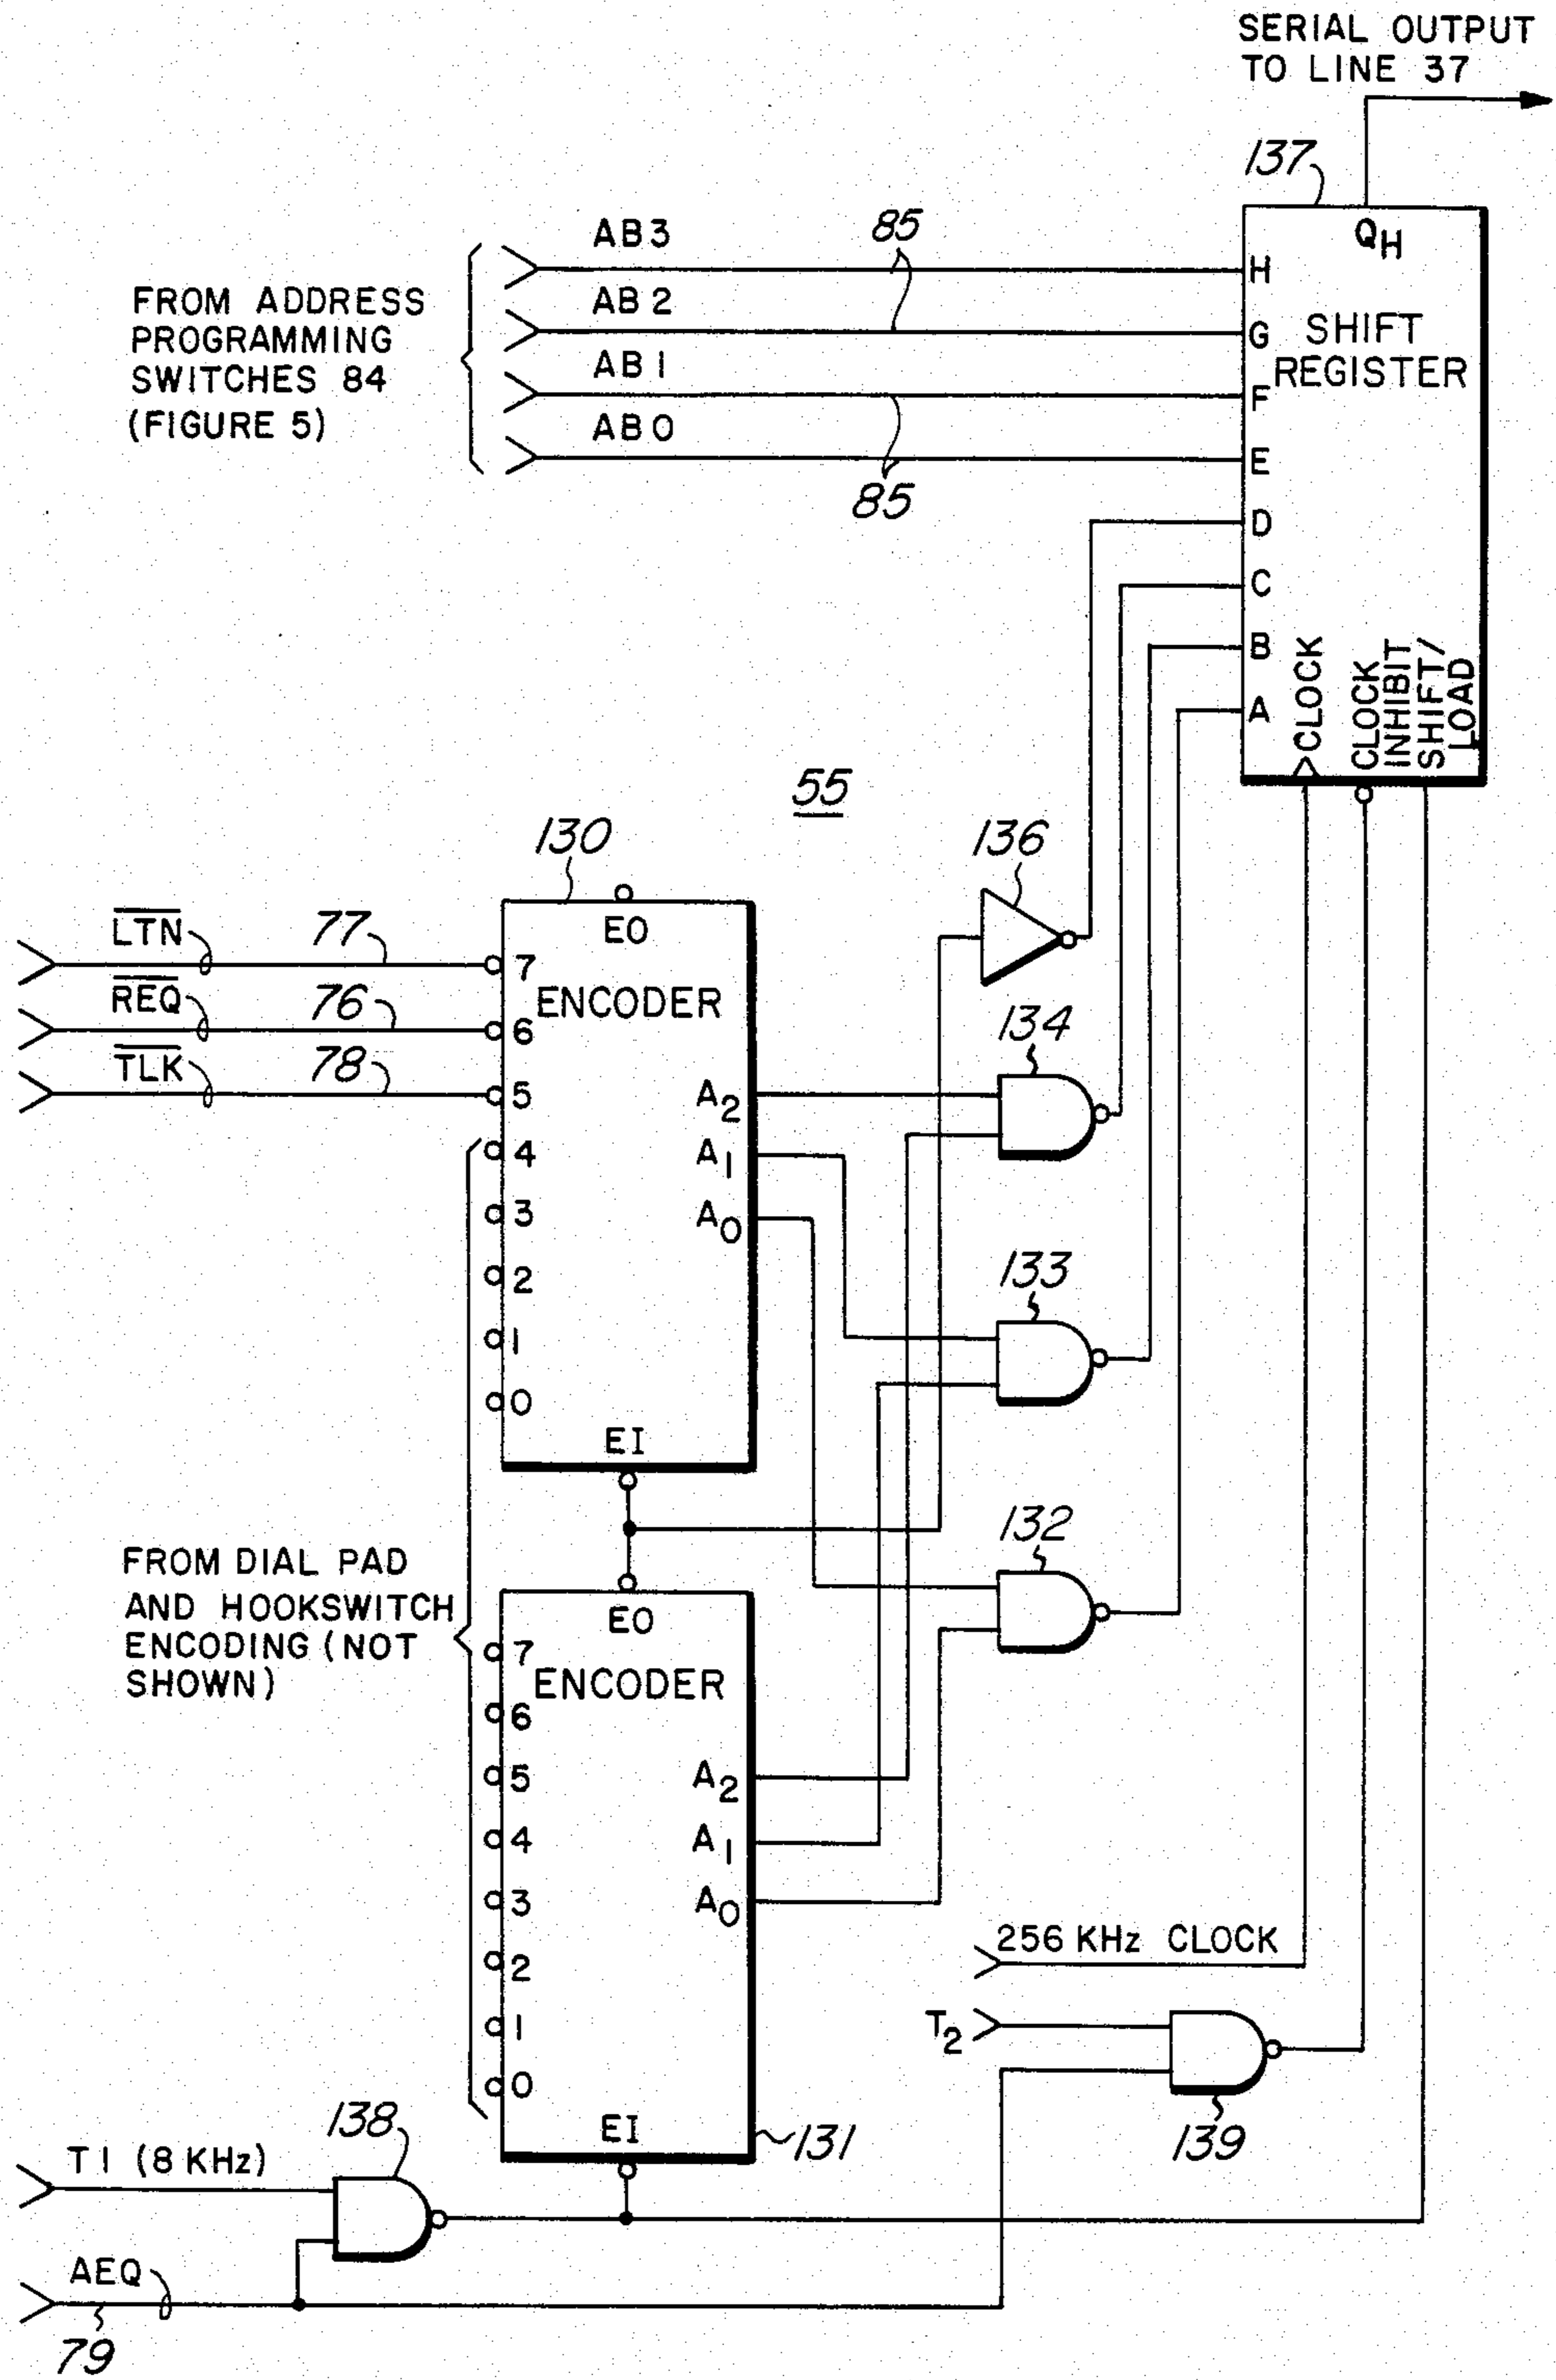 SERIAL OUTPUT
TO LINE 37
137
Q_H
AB3
85
H
FROM ADDRESS
PROGRAMMING
SWITCHES 84
(FIGURE 5)
AB2
G
SHIFT
REGISTER
AB1
F
AB0
E
85
D
C
B
A
CLOCK
CLOCK
INHIBIT
SHIFT/
LOAD
55
130
136
EO
L̅T̅N̅
77
7
ENCODER
R̅E̅Q̅
76
6
134
T̅L̅K̅
78
5
A2
4
A1
3
A0
2
133
1
0
EI
132
FROM DIAL PAD
AND HOOKSWITCH
ENCODING (NOT
SHOWN)
EO
7
ENCODER
6
5
A2
4
A1
3
A0
2
256 KHz CLOCK
1
T2
0
EI
131
139
138
T1 (8 KHz)
AEQ
79